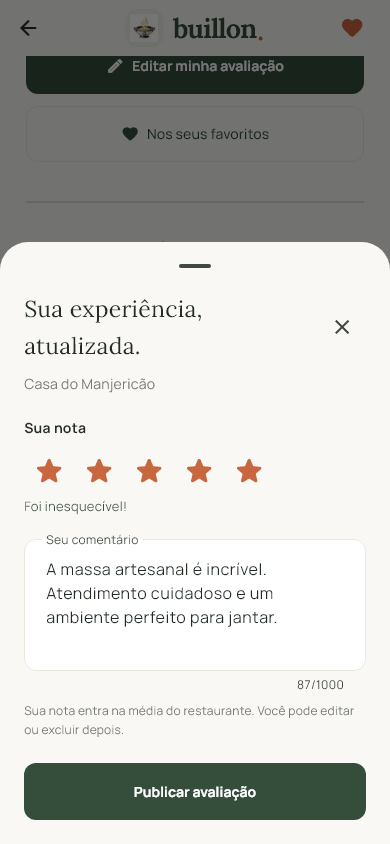 buillon.
Editar minha avaliação
Nos seus favoritos
Sua experiência,
atualizada.
Casa do Manjericão
Sua nota
Foi inesquecível!
Seu comentário
A massa artesanal é incrível.
Atendimento cuidadoso e um
ambiente perfeito para jantar.
87/1000
Sua nota entra na média do restaurante. Você pode editar
ou excluir depois.
Publicar avaliação